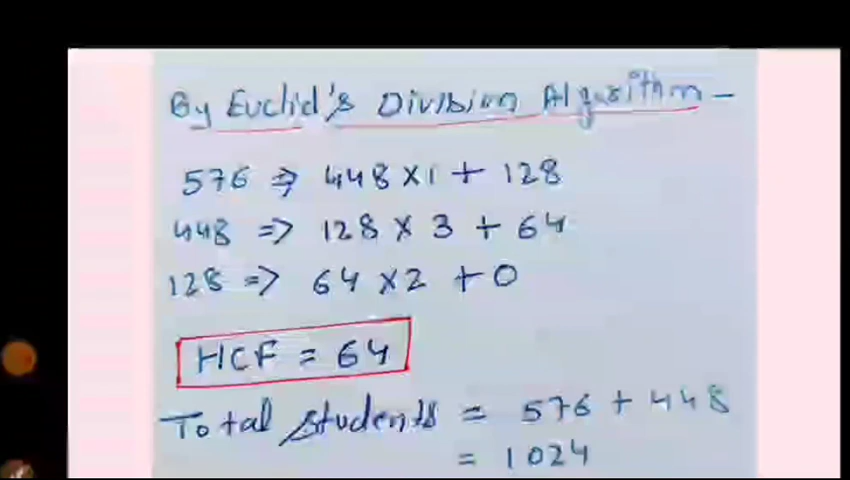 By Euclid's Division Algorithm -
576 => 448 × 1 + 128
448 => 128 × 3 + 64
128 => 64 × 2 + 0
HCF = 64
Total students = 576 + 448
= 1024